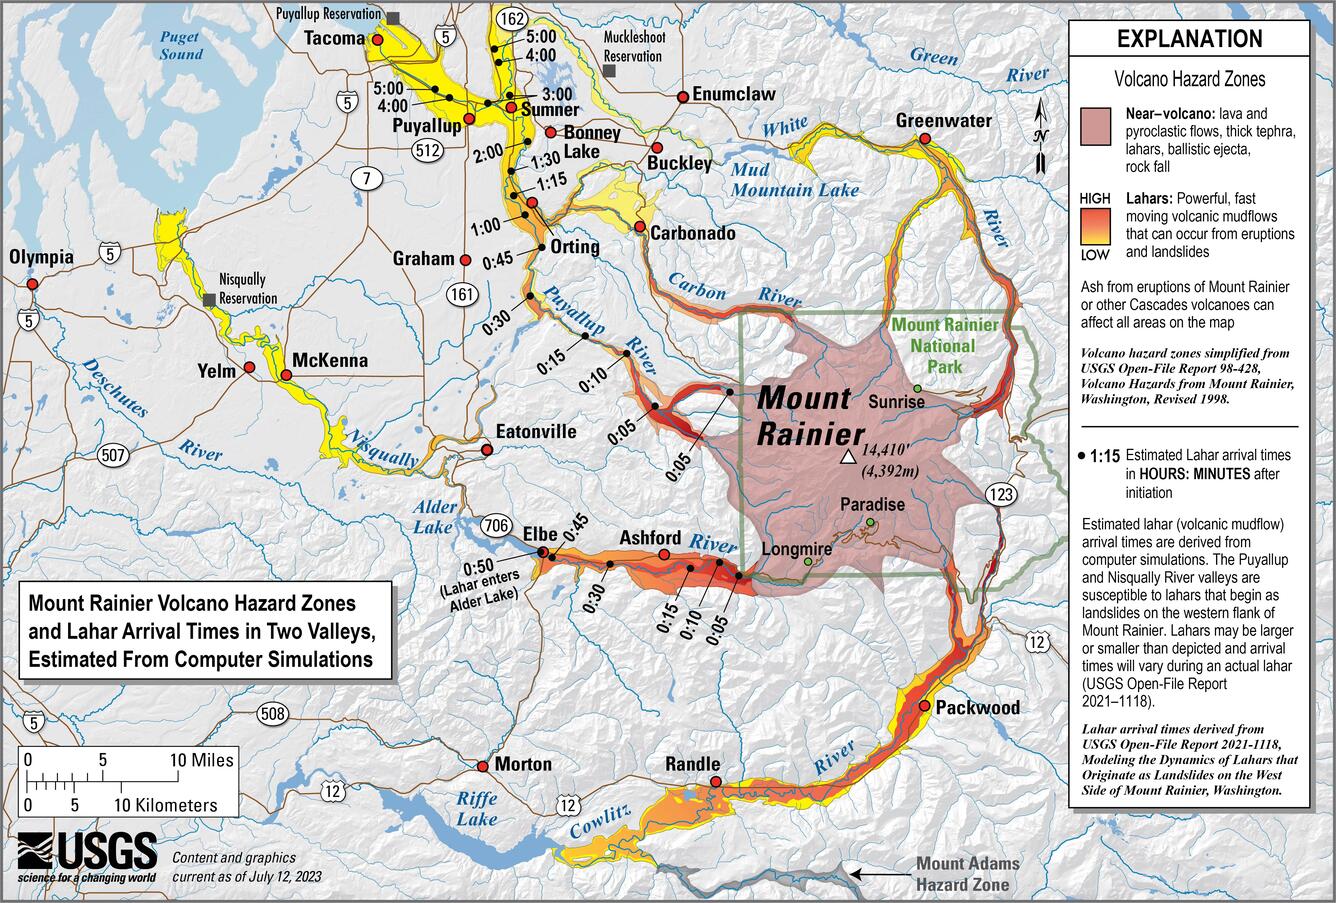 Puyallup Reservation
Tacoma
Puget
Sound
5
162
5:00
4:00
Muckleshoot
Reservation
Green
River
5
5:00
4:00
3:00
Sumner
Puyallup
512
Enumclaw
White
Greenwater
Bonney
Lake
Buckley
Mud
Mountain Lake
2:00
1:30
1:15
1:00
7
River
Orting
Carbonado
0:45
Olympia
5
Graham
161
Nisqually
Reservation
5
Carbon
River
Puyallup
River
0:30
0:15
0:10
0:05
0:05
Mount Rainier
National
Park
Yelm
McKenna
Deschutes
River
507
Nisqually
Eatonville
Mount
Rainier
14,410'
(4,392m)
Sunrise
Paradise
Longmire
123
Alder
Lake
706
Elbe
0:45
Ashford
River
0:50
(Lahar enters
Alder Lake)
0:30
0:15
0:10
0:05
12
Mount Rainier Volcano Hazard Zones
and Lahar Arrival Times in Two Valleys,
Estimated From Computer Simulations
5
508
Packwood
Morton
Randle
River
12
12
Riffe
Lake
Cowlitz
Mount Adams
Hazard Zone
0 5 10 Miles
0 5 10 Kilometers
USGS
science for a changing world
Content and graphics
current as of July 12, 2023
N
EXPLANATION
Volcano Hazard Zones
Near–volcano: lava and
pyroclastic flows, thick tephra,
lahars, ballistic ejecta,
rock fall
HIGH
LOW
Lahars: Powerful, fast
moving volcanic mudflows
that can occur from eruptions
and landslides
Ash from eruptions of Mount Rainier
or other Cascades volcanoes can
affect all areas on the map
Volcano hazard zones simplified from
USGS Open-File Report 98-428,
Volcano Hazards from Mount Rainier,
Washington, Revised 1998.
1:15 Estimated Lahar arrival times
in HOURS: MINUTES after
initiation
Estimated lahar (volcanic mudflow)
arrival times are derived from
computer simulations. The Puyallup
and Nisqually River valleys are
susceptible to lahars that begin as
landslides on the western flank of
Mount Rainier. Lahars may be larger
or smaller than depicted and arrival
times will vary during an actual lahar
(USGS Open-File Report
2021–1118).
Lahar arrival times derived from
USGS Open-File Report 2021-1118,
Modeling the Dynamics of Lahars that
Originate as Landslides on the West
Side of Mount Rainier, Washington.